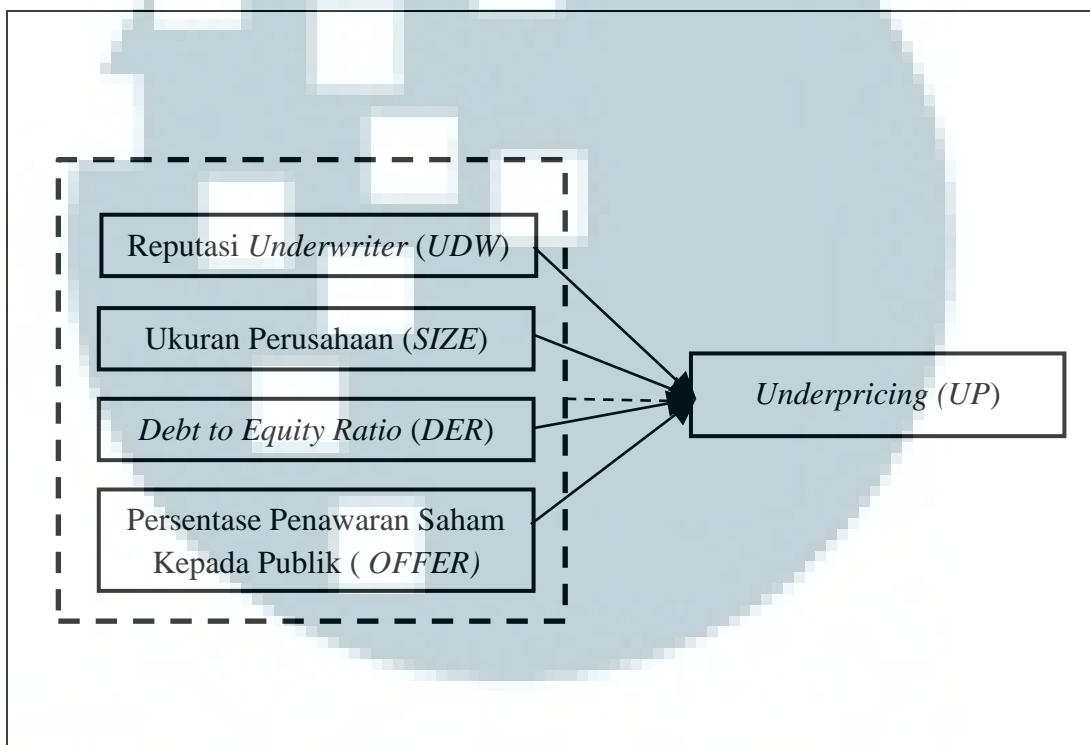 Reputasi Underwriter (UDW)
Ukuran Perusahaan (SIZE)
Debt to Equity Ratio (DER)
Persentase Penawaran Saham
Kepada Publik ( OFFER)
Underpricing (UP)